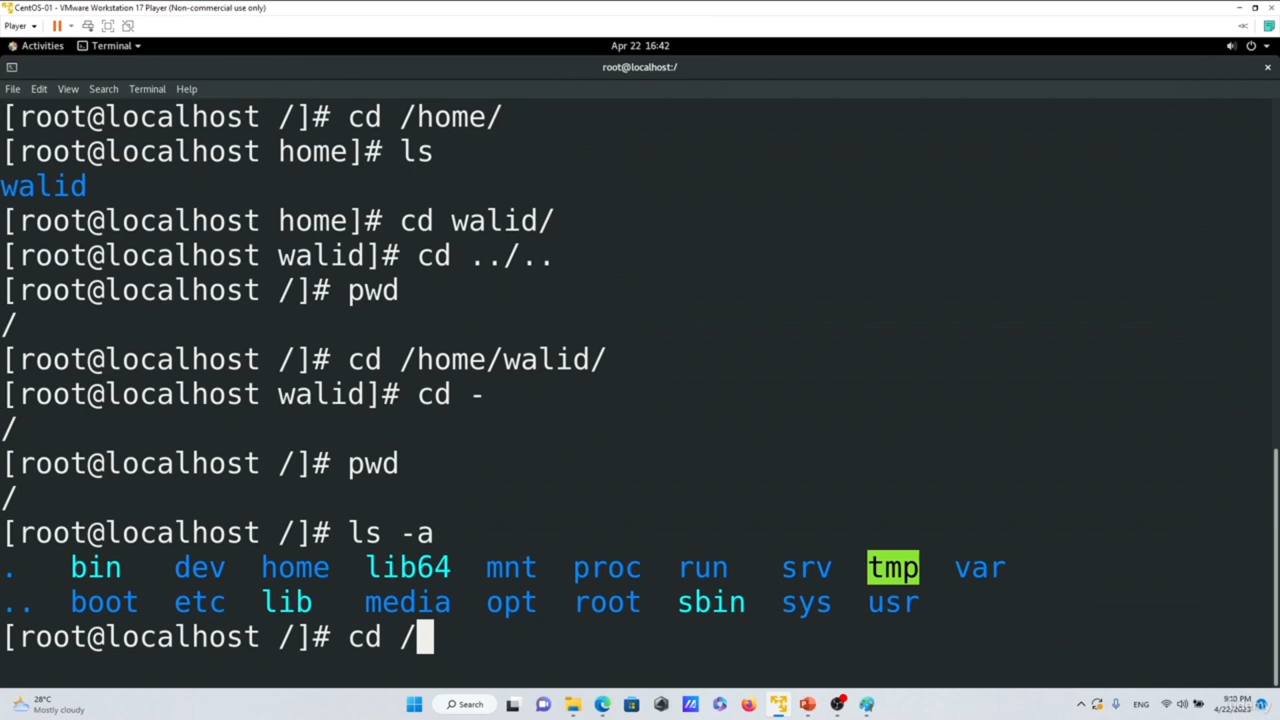 CentOS-01 - VMware Workstation 17 Player (Non-commercial use only)
Player
Activities Terminal Apr 22 16:42
root@localhost:/
File Edit View Search Terminal Help
[root@localhost /]# cd /home/
[root@localhost home]# ls
walid
[root@localhost home]# cd walid/
[root@localhost walid]# cd ../..
[root@localhost /]# pwd
/
[root@localhost /]# cd /home/walid/
[root@localhost walid]# cd -
/
[root@localhost /]# pwd
/
[root@localhost /]# ls -a
. bin dev home lib64 mnt proc run srv tmp var
.. boot etc lib media opt root sbin sys usr
[root@localhost /]# cd /
28°C
Mostly cloudy
Search
ENG
4/22/2023